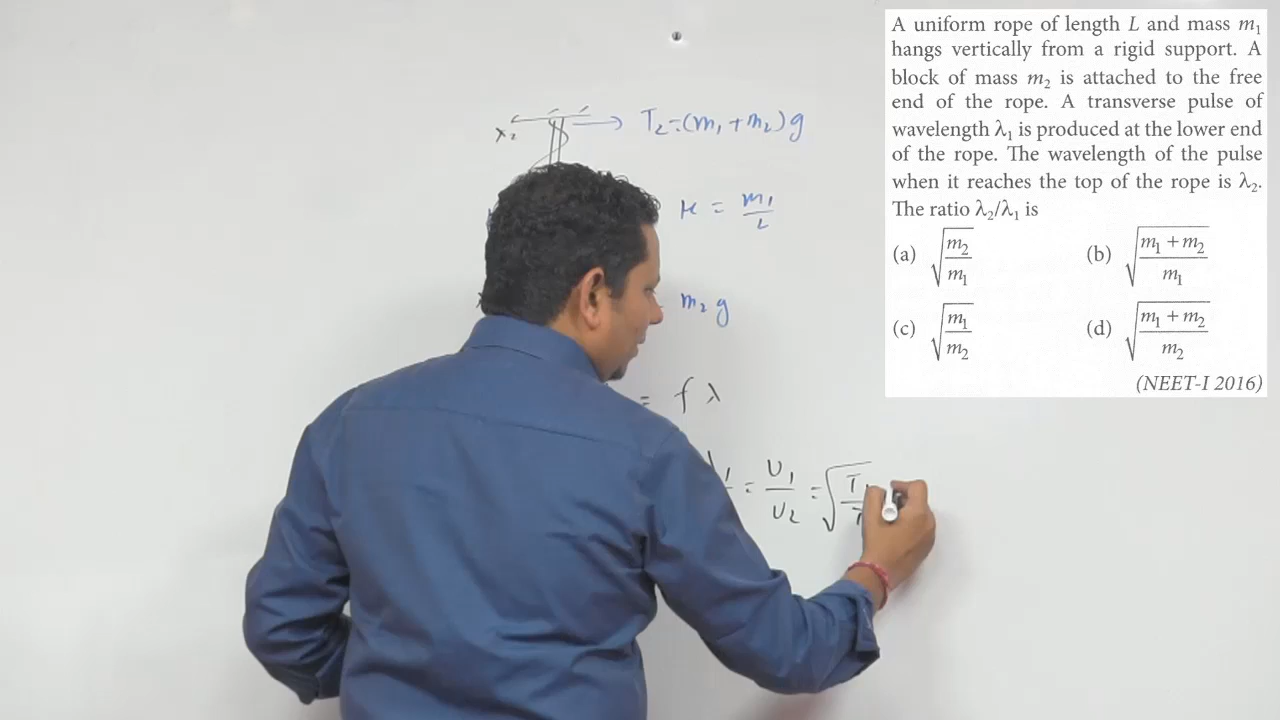 A uniform rope of length L and mass m₁
hangs vertically from a rigid support. A
block of mass m₂ is attached to the free
end of the rope. A transverse pulse of
wavelength λ₁ is produced at the lower end
of the rope. The wavelength of the pulse
when it reaches the top of the rope is λ₂.
The ratio λ₂/λ₁ is
(a) √(m₂/m₁) (b) √((m₁ + m₂)/m₁)
(c) √(m₁/m₂) (d) √((m₁ + m₂)/m₂)
(NEET-I 2016)
T₂ = (m₁ + m₂) g
μ = m₁/L
m₂ g
= f λ
= υ₁/υ₂ = √T